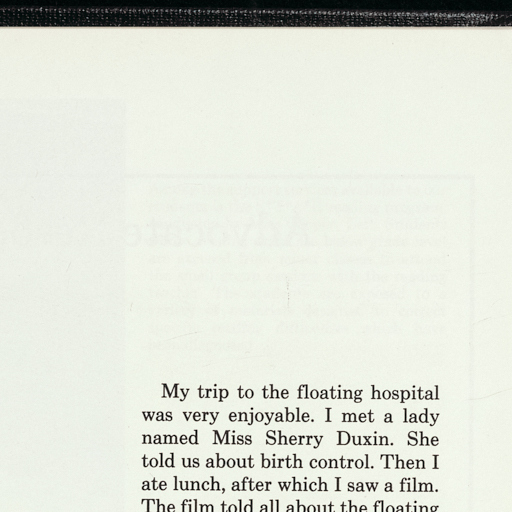 My trip to the floating hospital
was very enjoyable. I met a lady
named Miss Sherry Duxin. She
told us about birth control. Then I
ate lunch, after which I saw a film.
The film told all about the floating